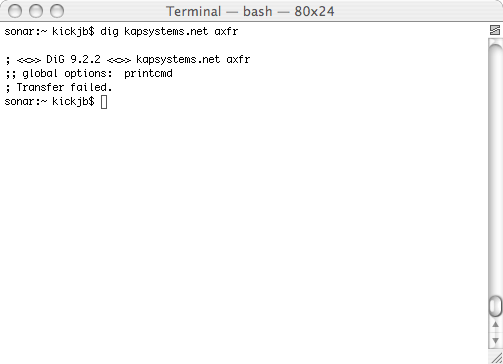 Terminal — bash — 80x24
sonar:~ kickjb$ dig kapsystems.net axfr
; <<>> DiG 9.2.2 <<>> kapsystems.net axfr
;; global options:  printcmd
; Transfer failed.
sonar:~ kickjb$